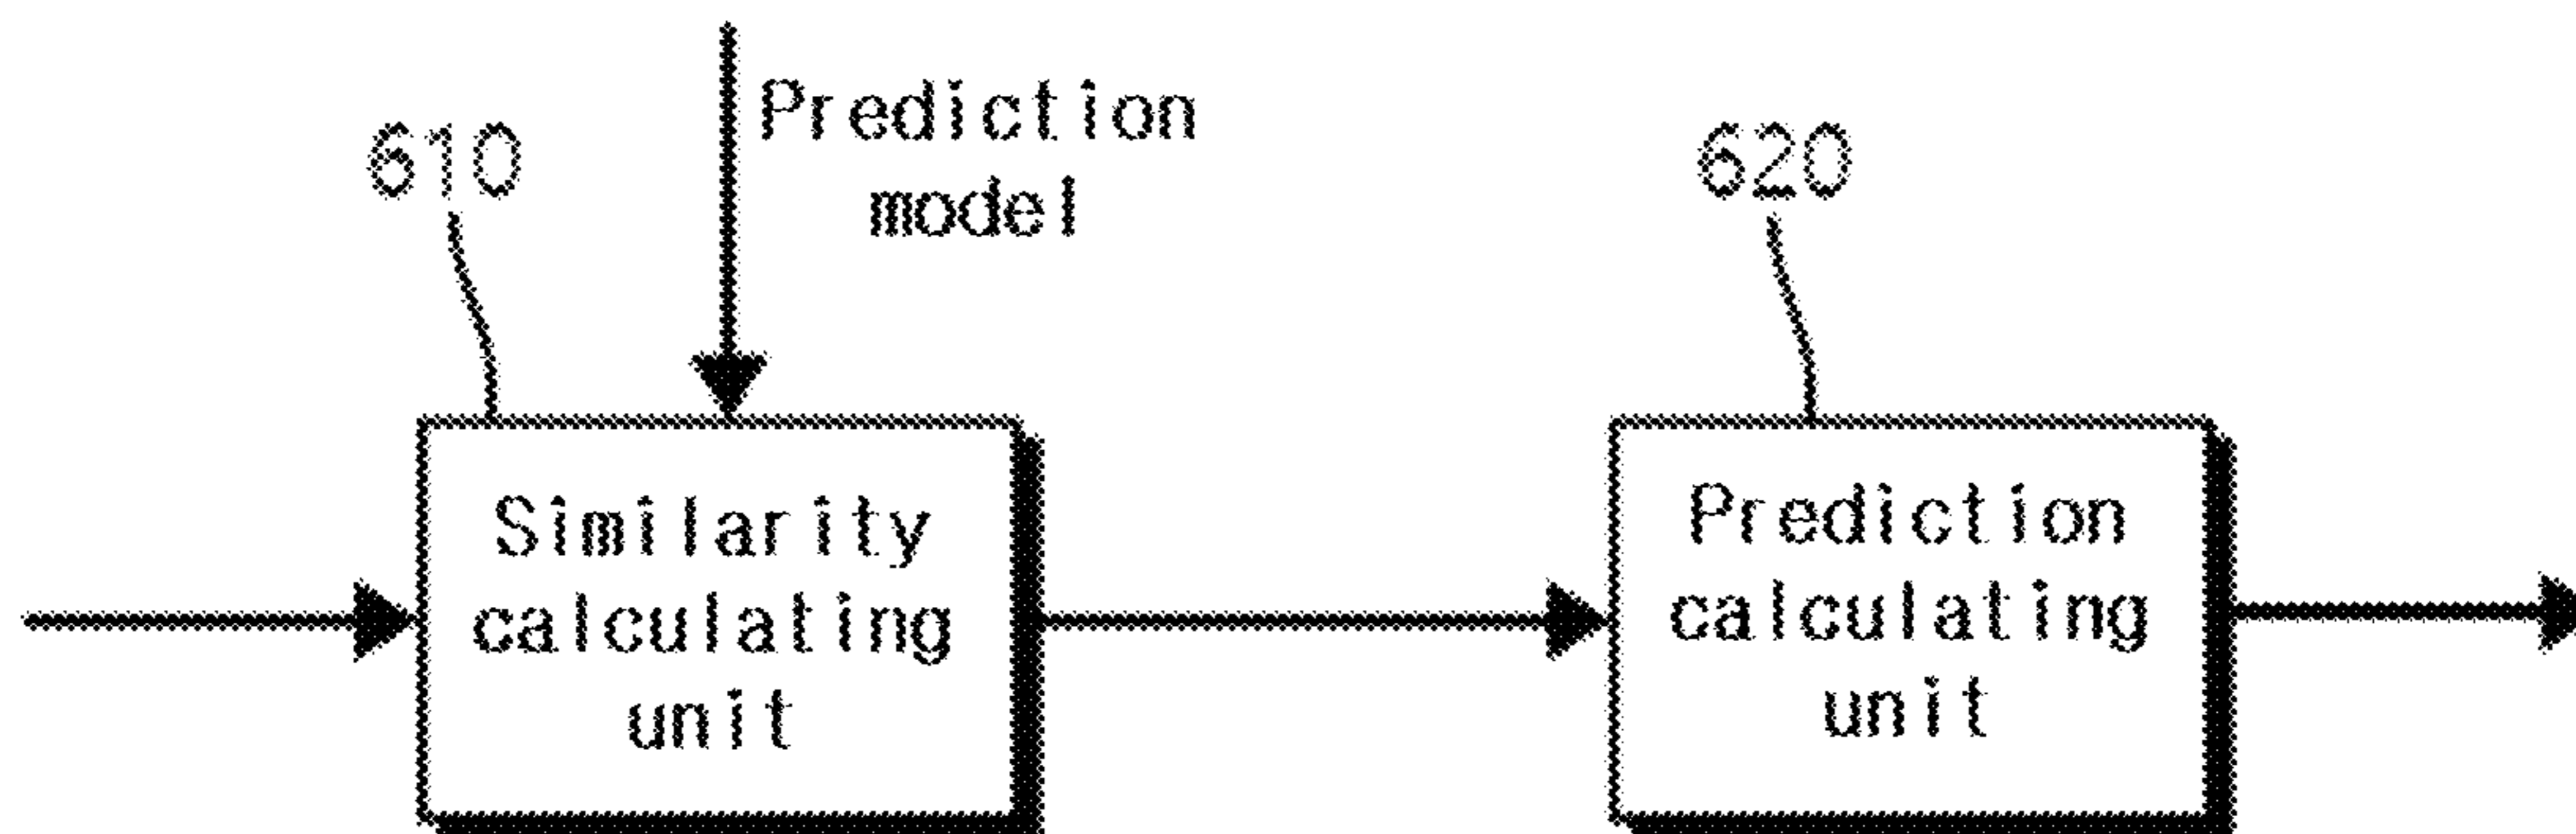 Prediction
model
610
620
Similarity
calculating
unit
Prediction
calculating
unit